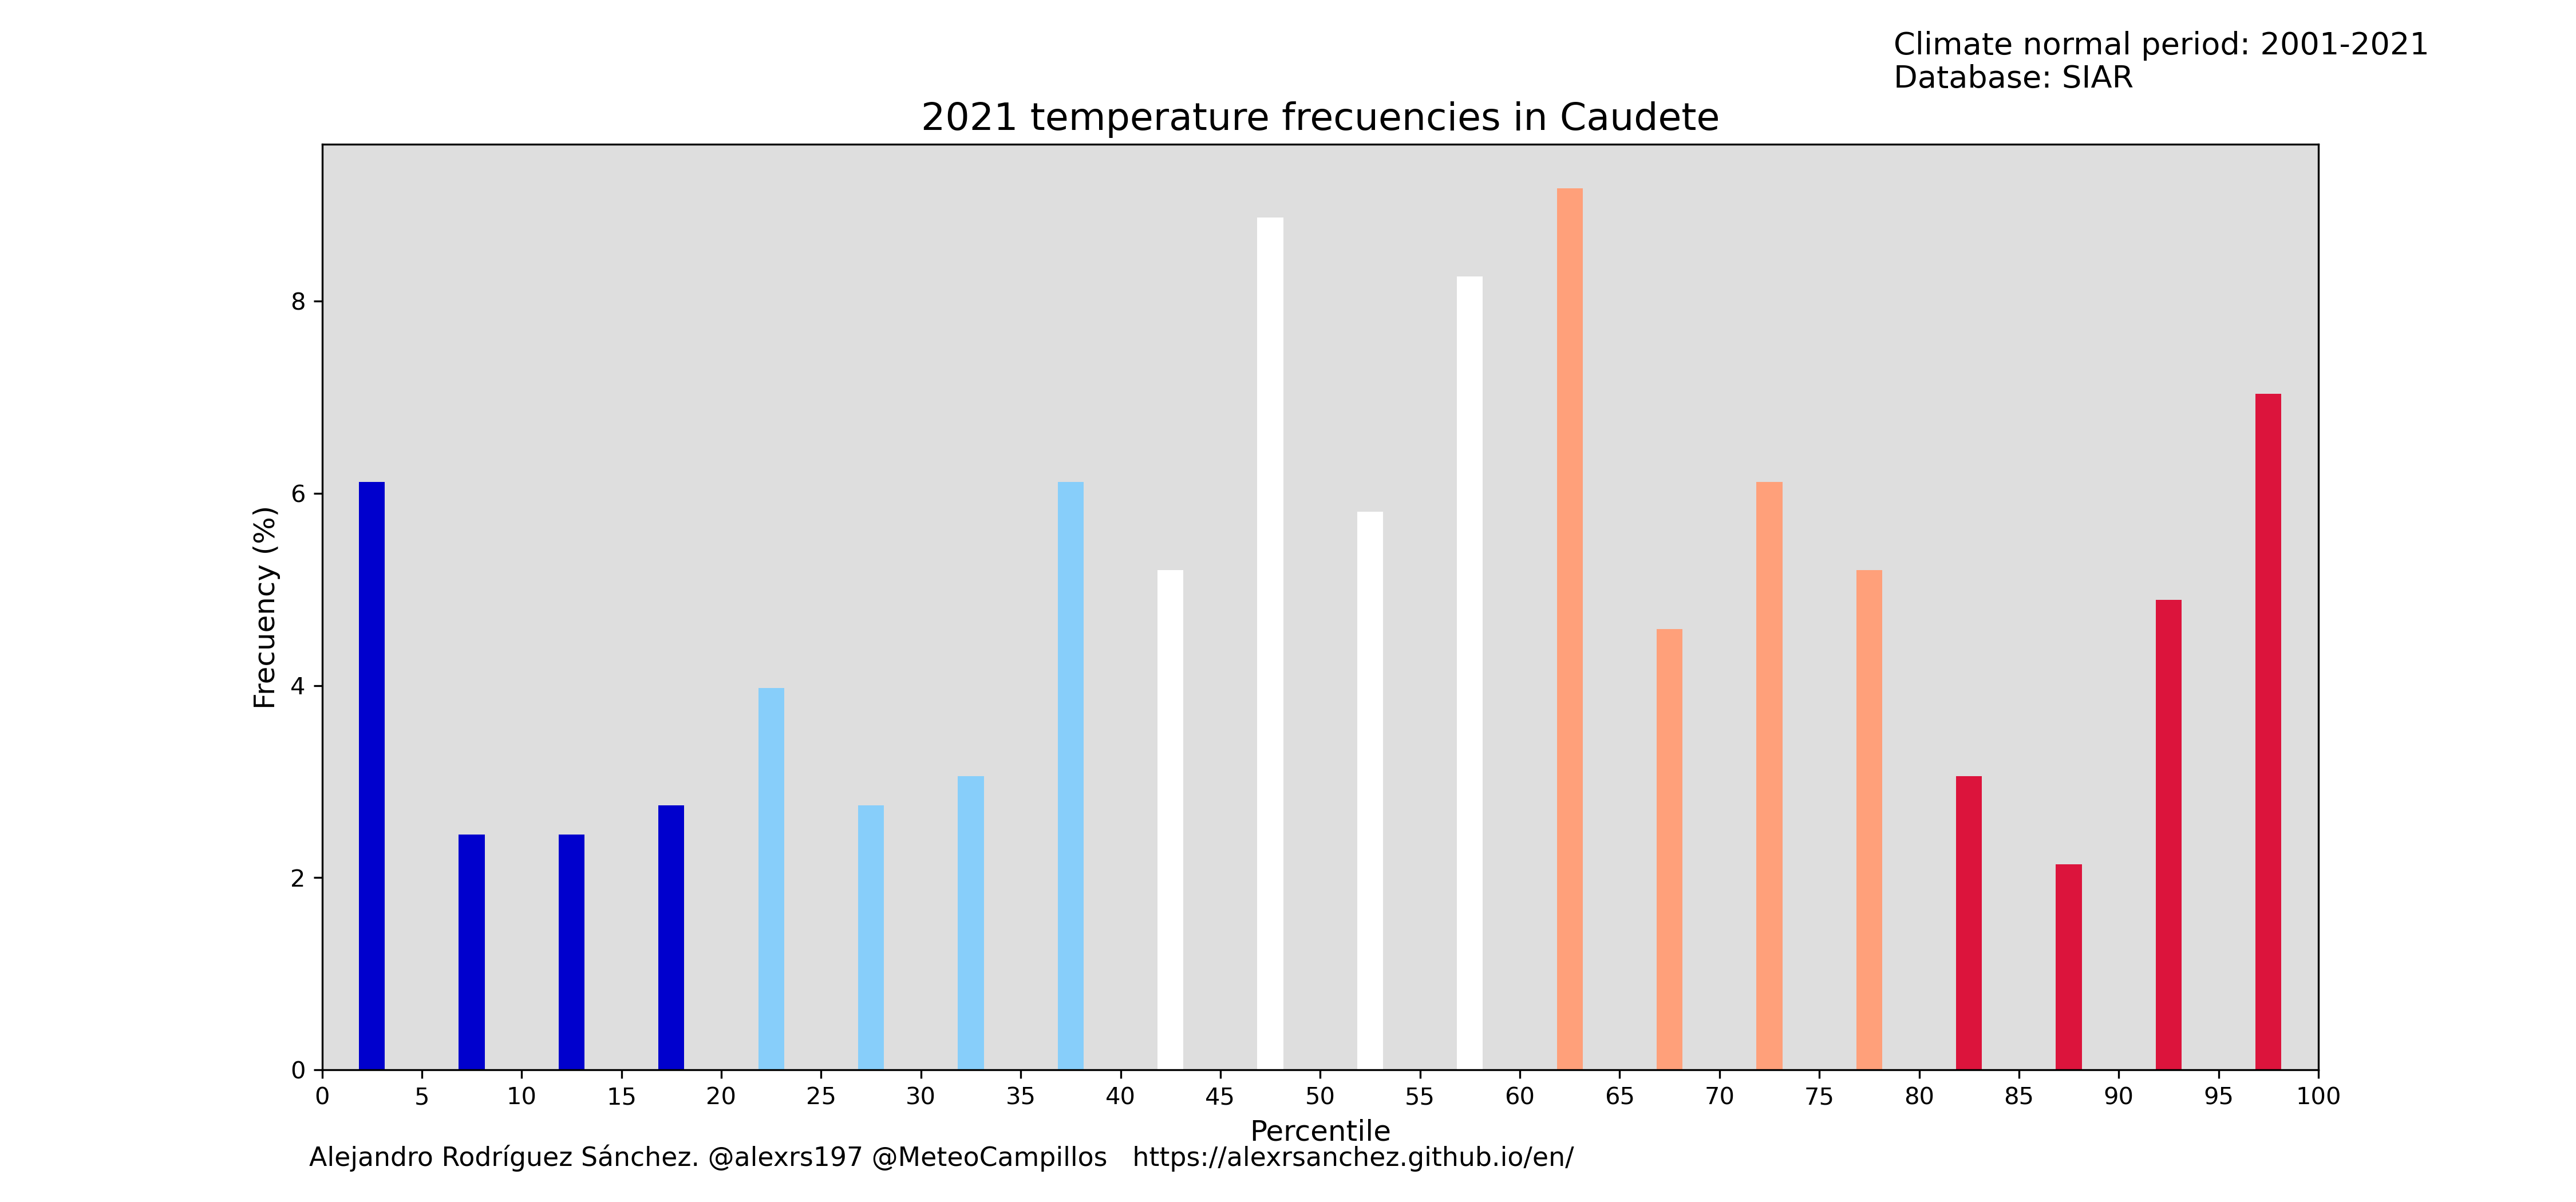 Climate normal period: 2001-2021
Database: SIAR
2021 temperature frecuencies in Caudete
Frecuency (%)
8
6
4
2
0
0 5 10 15 20 25 30 35 40 45 50 55 60 65 70 75 80 85 90 95 100
Percentile
Alejandro Rodríguez Sánchez. @alexrs197 @MeteoCampillos https://alexrsanchez.github.io/en/